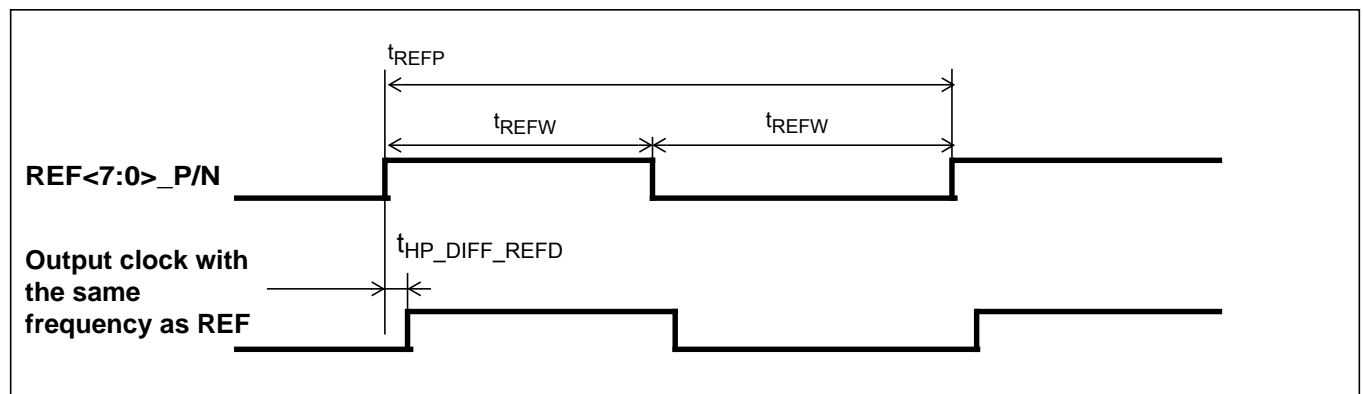 tREFP
tREFW tREFW
REF<7:0>_P/N
tHP_DIFF_REFD
Output clock with
the same
frequency as REF